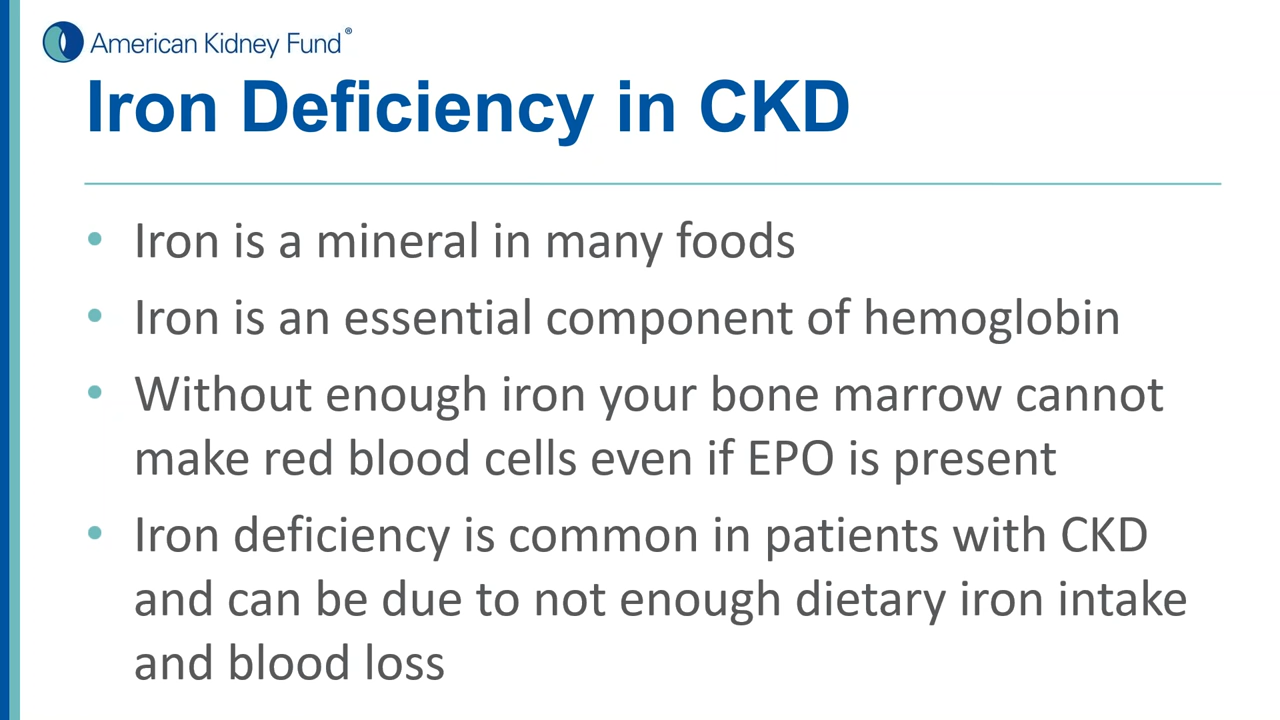 American Kidney Fund®
Iron Deficiency in CKD
• Iron is a mineral in many foods
• Iron is an essential component of hemoglobin
• Without enough iron your bone marrow cannot
make red blood cells even if EPO is present
• Iron deficiency is common in patients with CKD
and can be due to not enough dietary iron intake
and blood loss